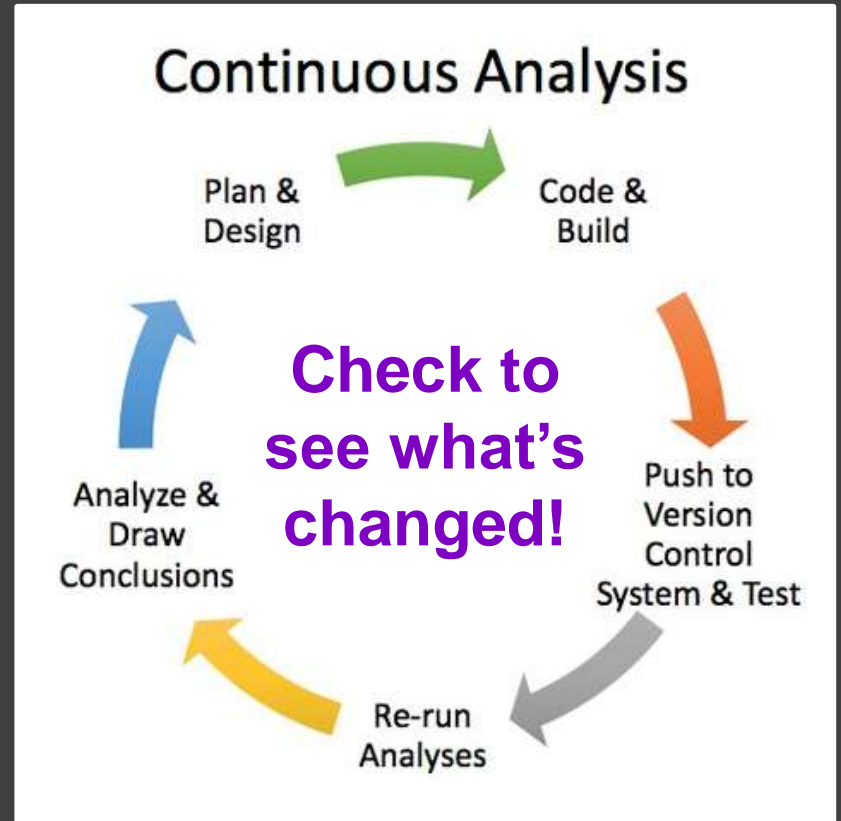 Continuous Analysis
Plan &
Design
Code &
Build
Check to
see what’s
changed!
Push to
Version
Control
System & Test
Analyze &
Draw
Conclusions
Re-run
Analyses